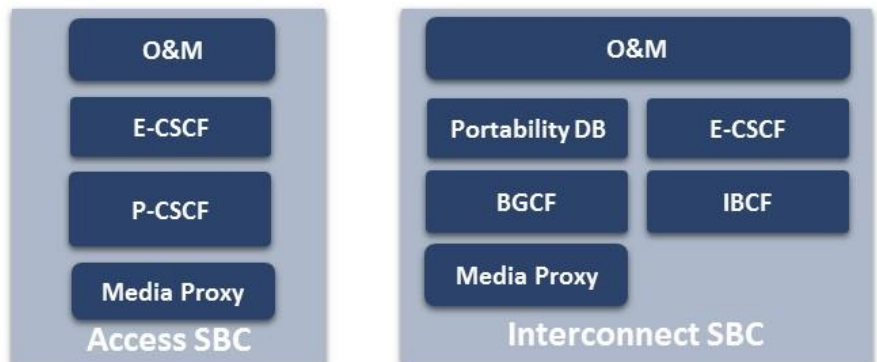 O&M
E-CSCF
P-CSCF
Media Proxy
Access SBC
O&M
Portability DB
E-CSCF
BGCF
IBCF
Media Proxy
Interconnect SBC